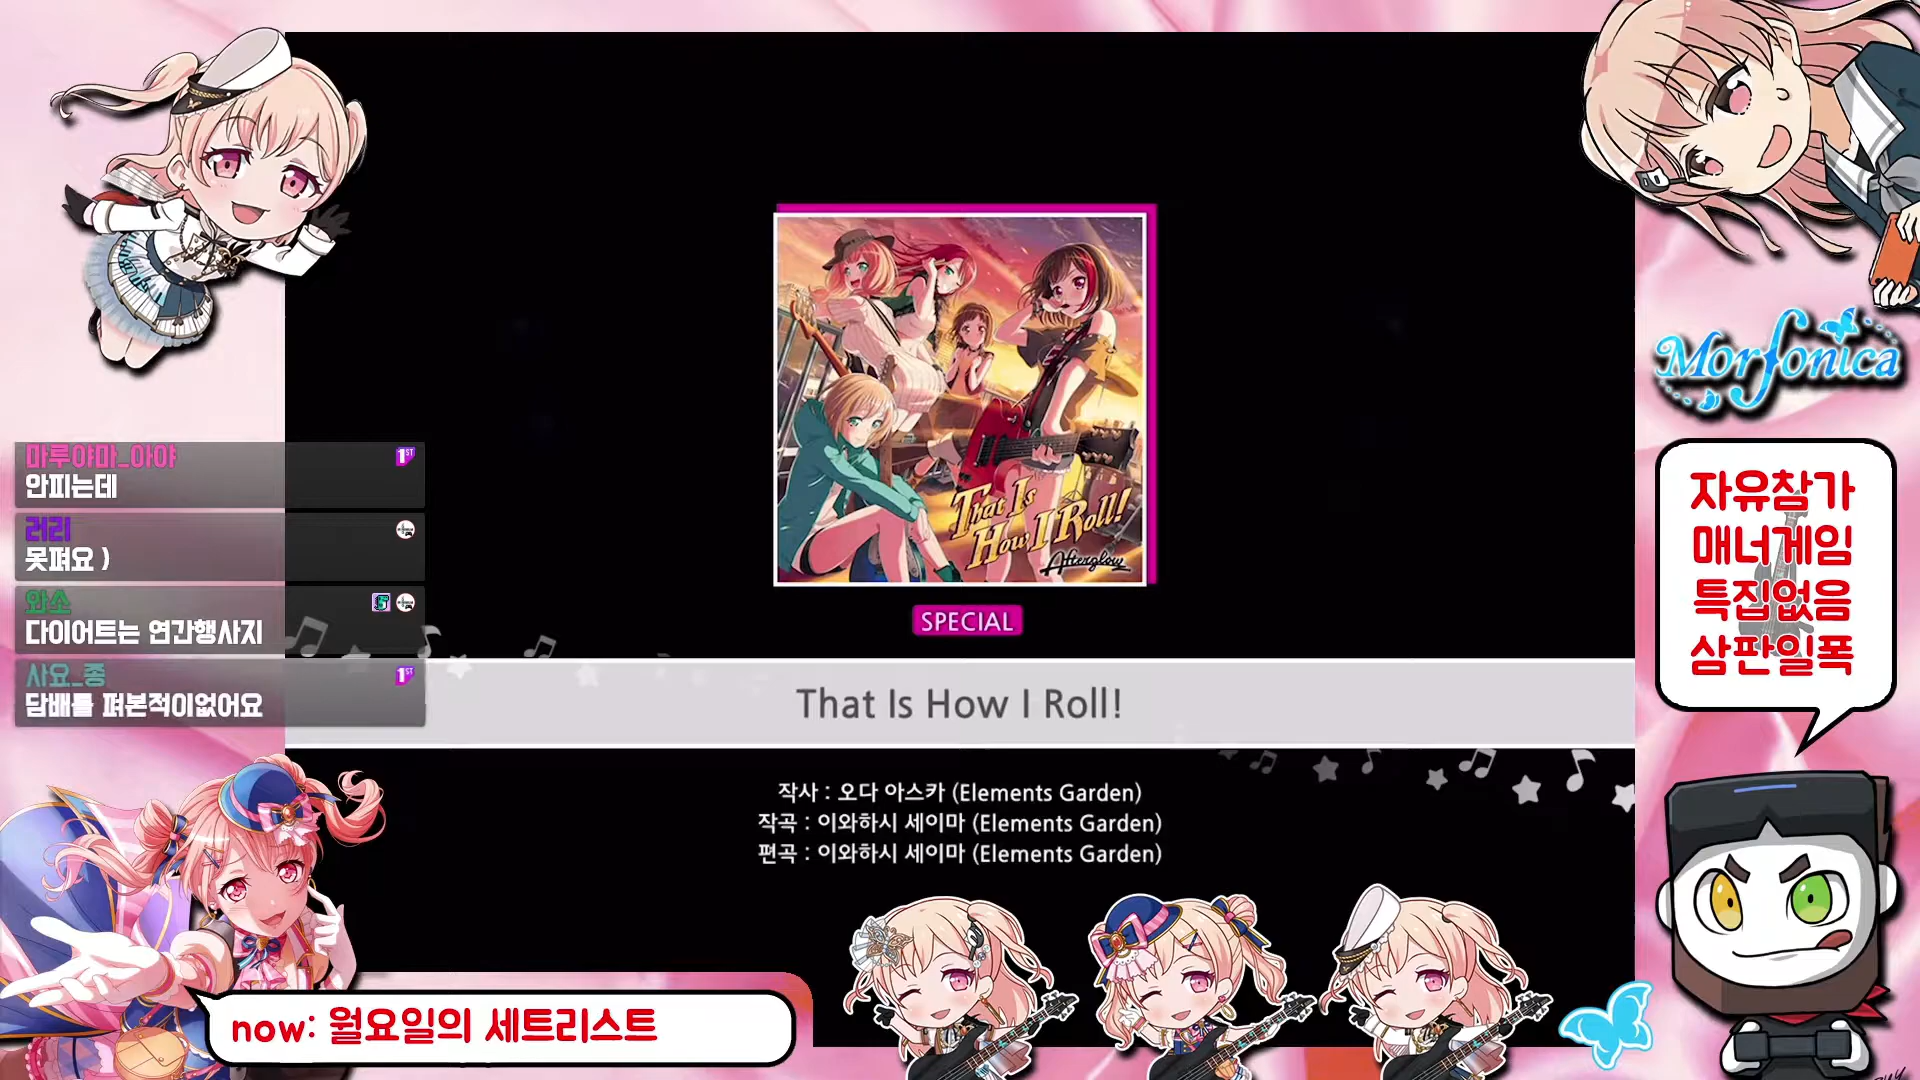 That Is
How I Roll!
Afterglow
SPECIAL
That Is How I Roll!
작사 : 오다 아스카 (Elements Garden)
작곡 : 이와하시 세이마 (Elements Garden)
편곡 : 이와하시 세이마 (Elements Garden)
마루야마_아야
1ST
안피는데
러리
못펴요 )
와소
다이어트는 연간행사지
사요_종
1ST
담배를 펴본적이없어요
now: 월요일의 세트리스트
Morfonica
자유참가
매너게임
특집없음
삼판일폭